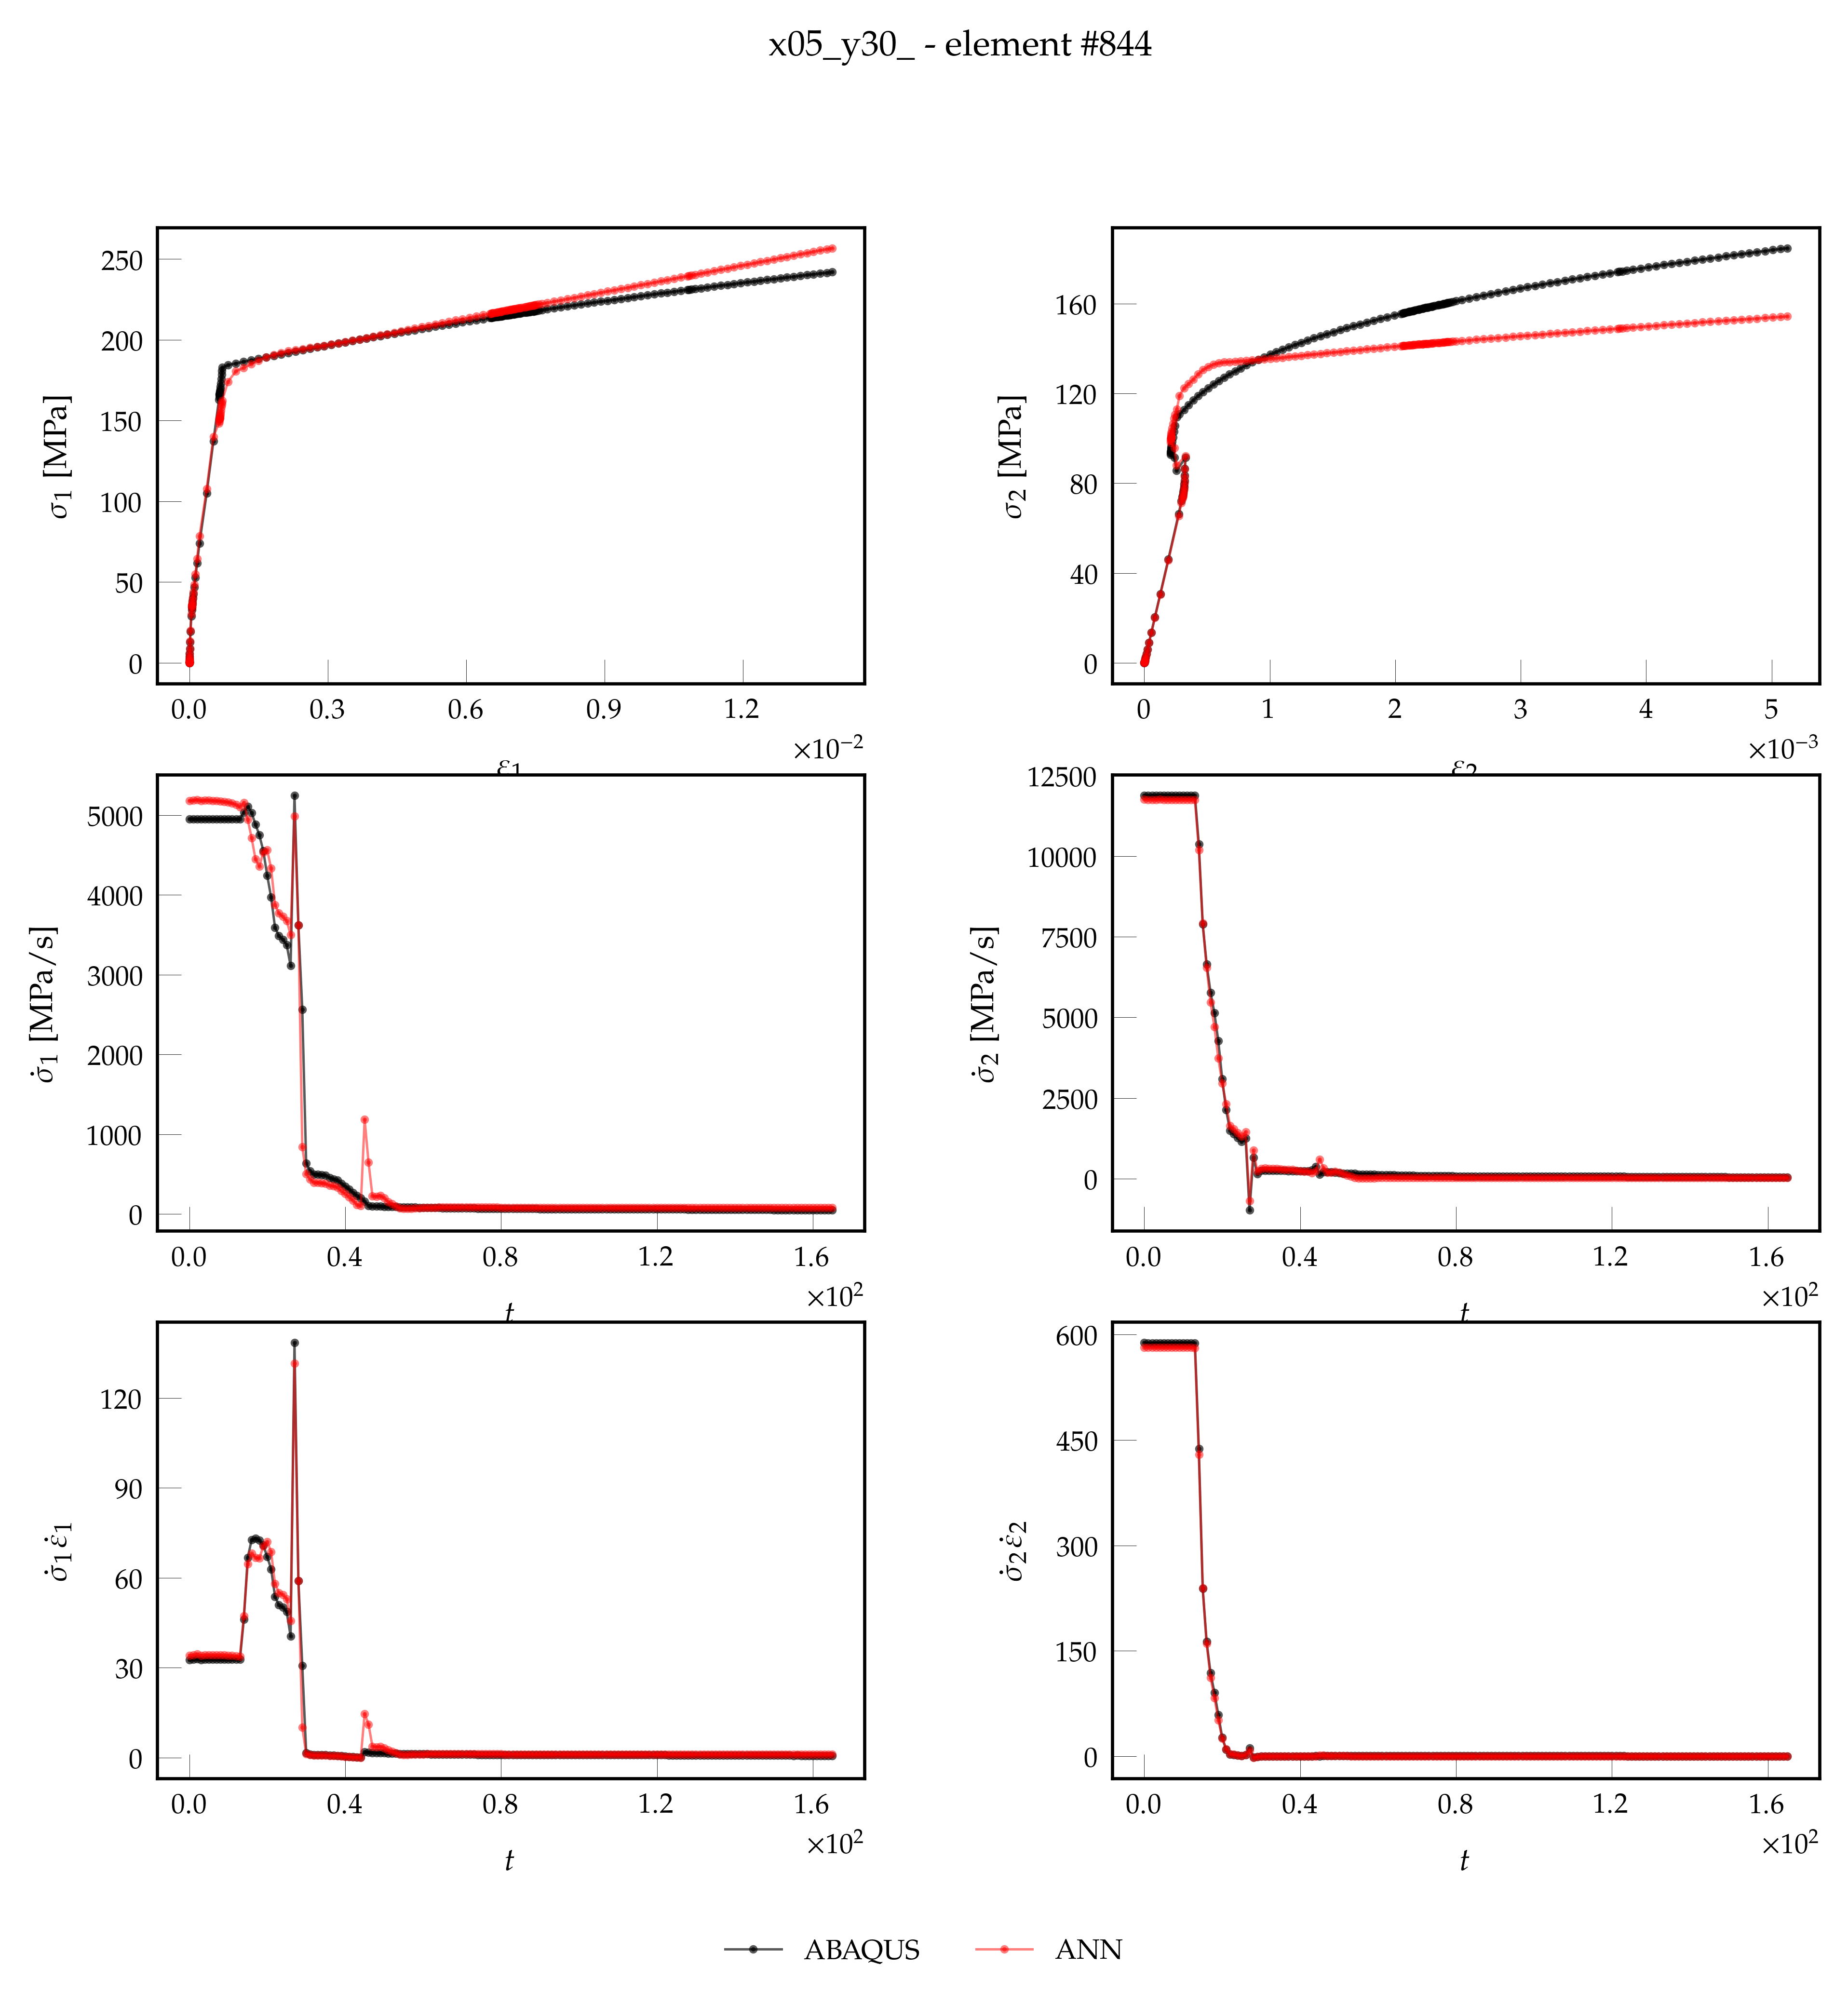 x05_y30_ - element #844
σ₁ [MPa]
250
200
150
100
50
0
0.0 0.3 0.6 0.9 1.2
×10⁻²
ε₁
σ₂ [MPa]
160
120
80
40
0
0 1 2 3 4 5
×10⁻³
ε₂
σ̇₁ [MPa/s]
5000
4000
3000
2000
1000
0
0.0 0.4 0.8 1.2 1.6
×10²
t
σ̇₂ [MPa/s]
12500
10000
7500
5000
2500
0
0.0 0.4 0.8 1.2 1.6
×10²
t
σ̇₁ε̇₁
120
90
60
30
0
0.0 0.4 0.8 1.2 1.6
×10²
t
σ̇₂ε̇₂
600
450
300
150
0
0.0 0.4 0.8 1.2 1.6
×10²
t
ABAQUS ANN